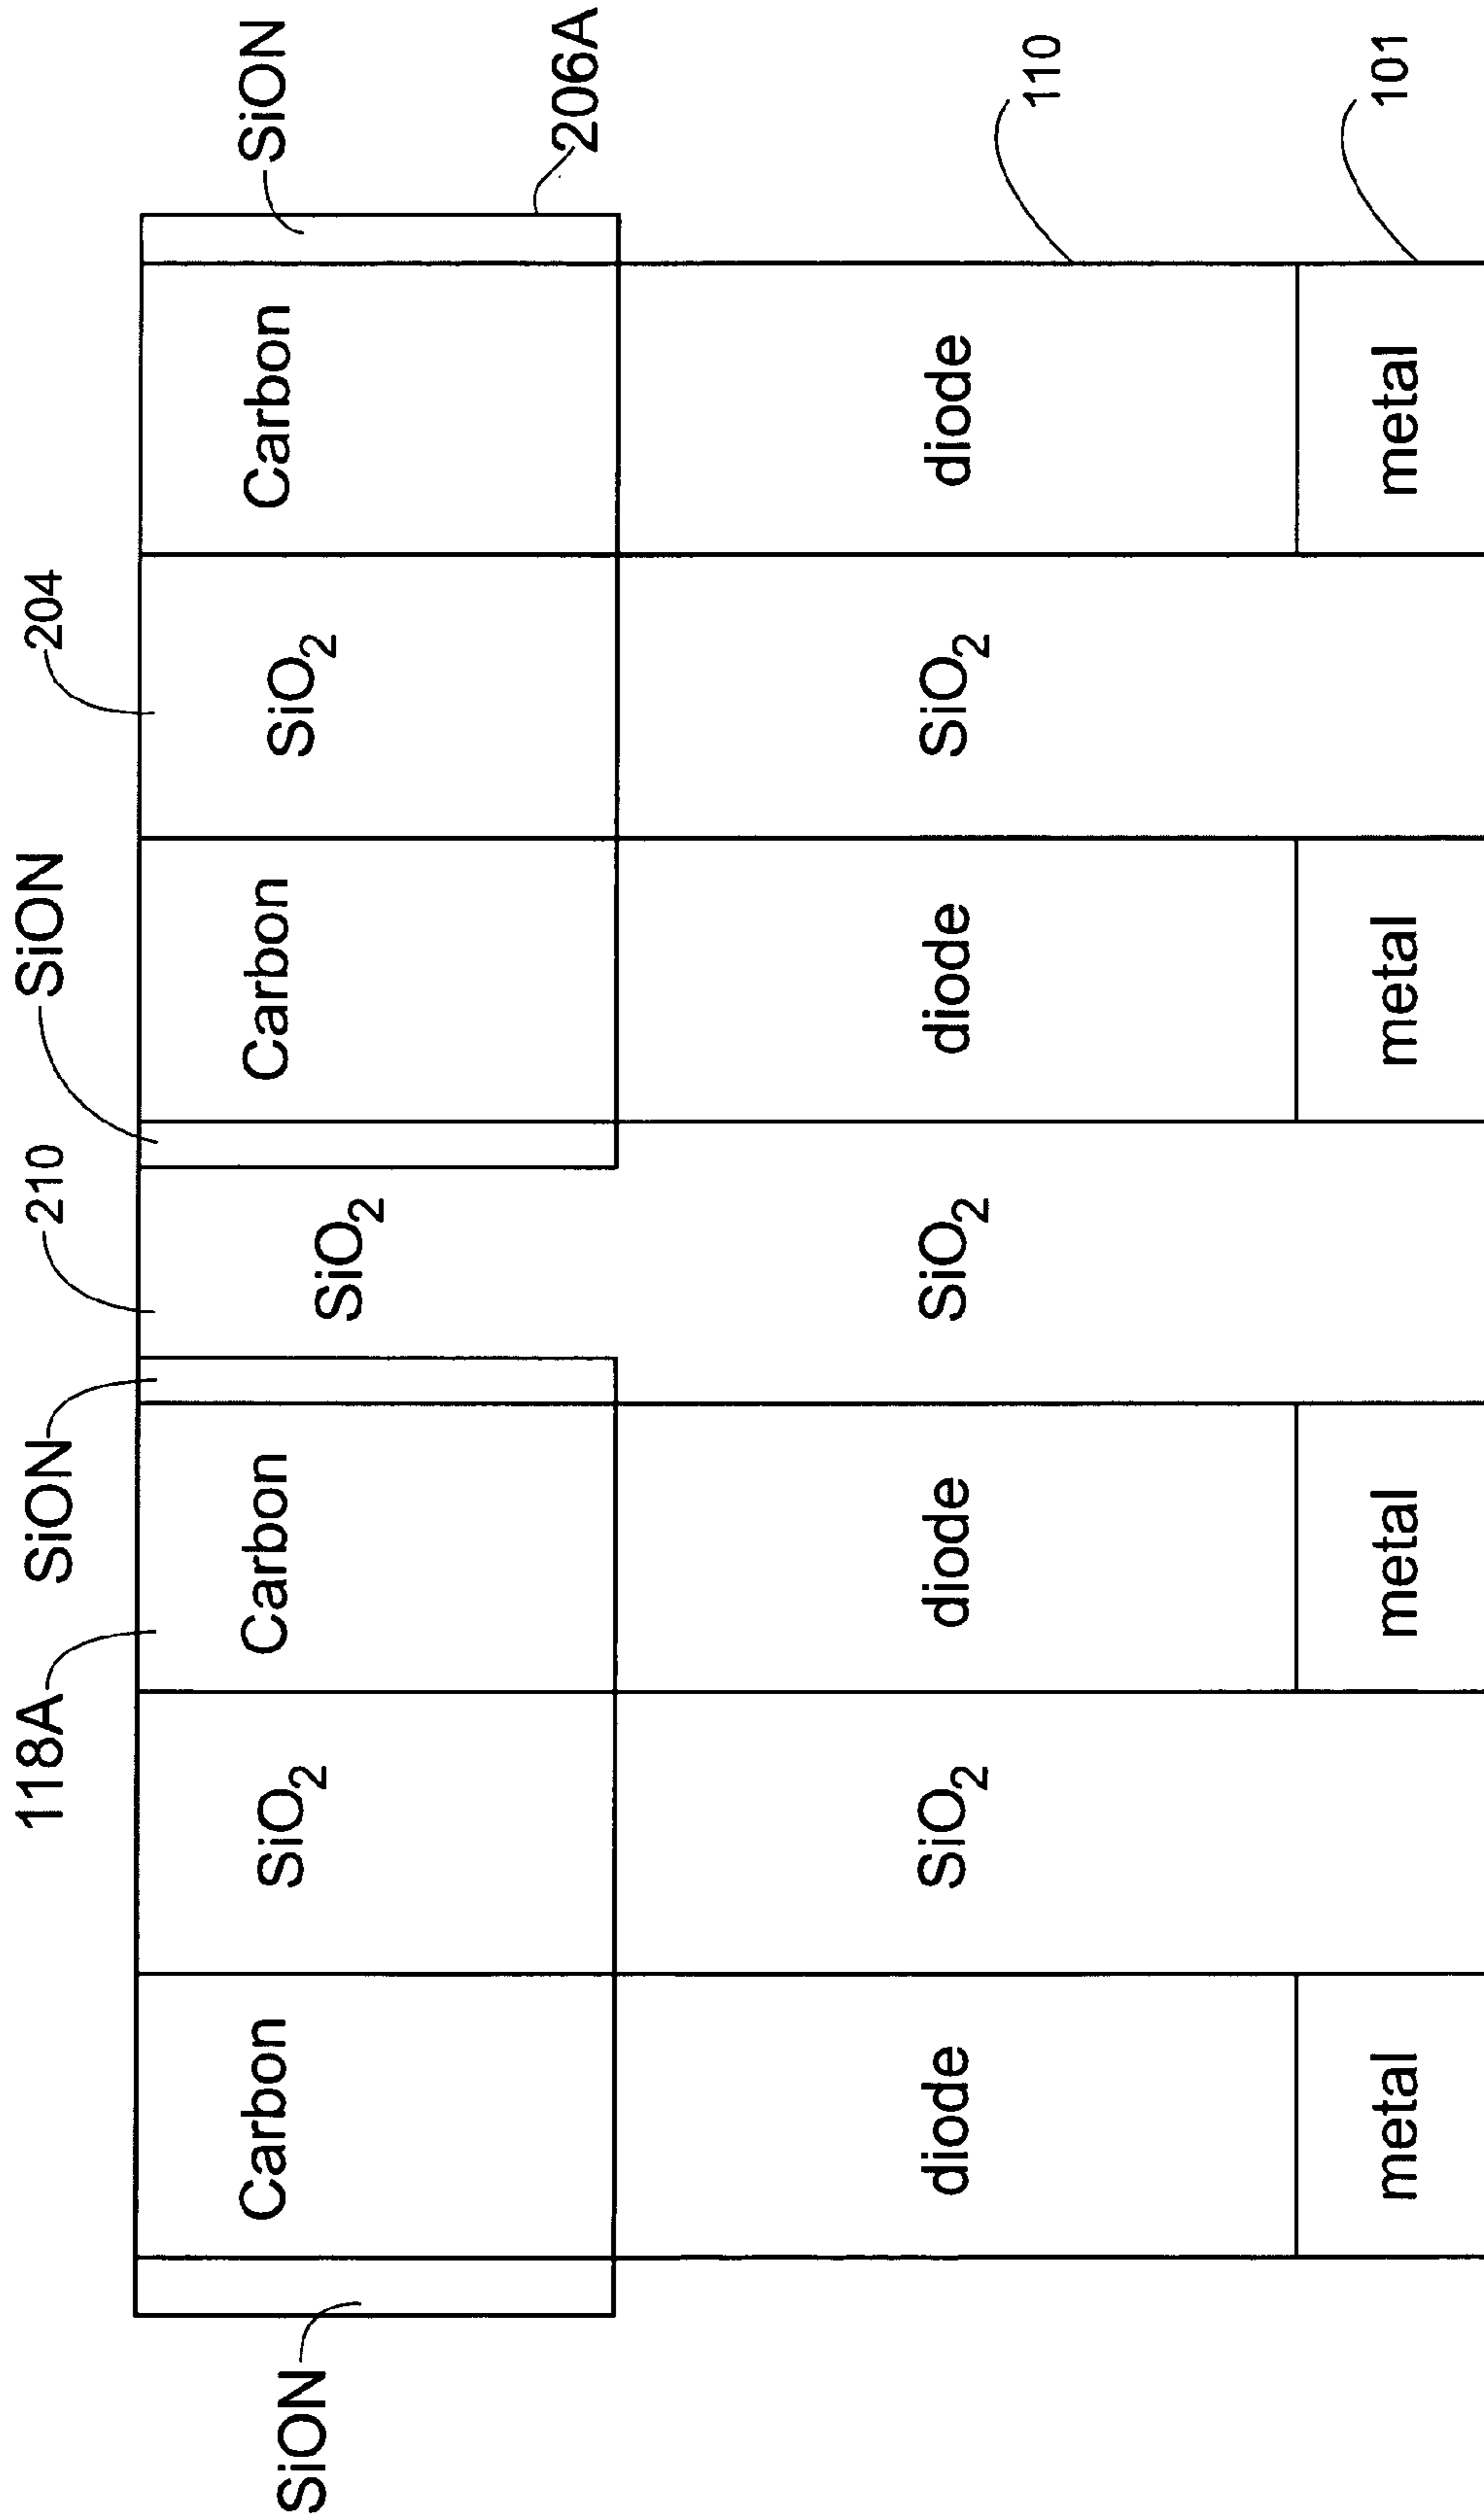 118A SiON 210 SiON 204
SiON
SiON
Carbon SiO₂ Carbon SiO₂ Carbon SiO₂ Carbon
206A
diode SiO₂ diode SiO₂ diode SiO₂ diode
110
metal metal metal metal
101